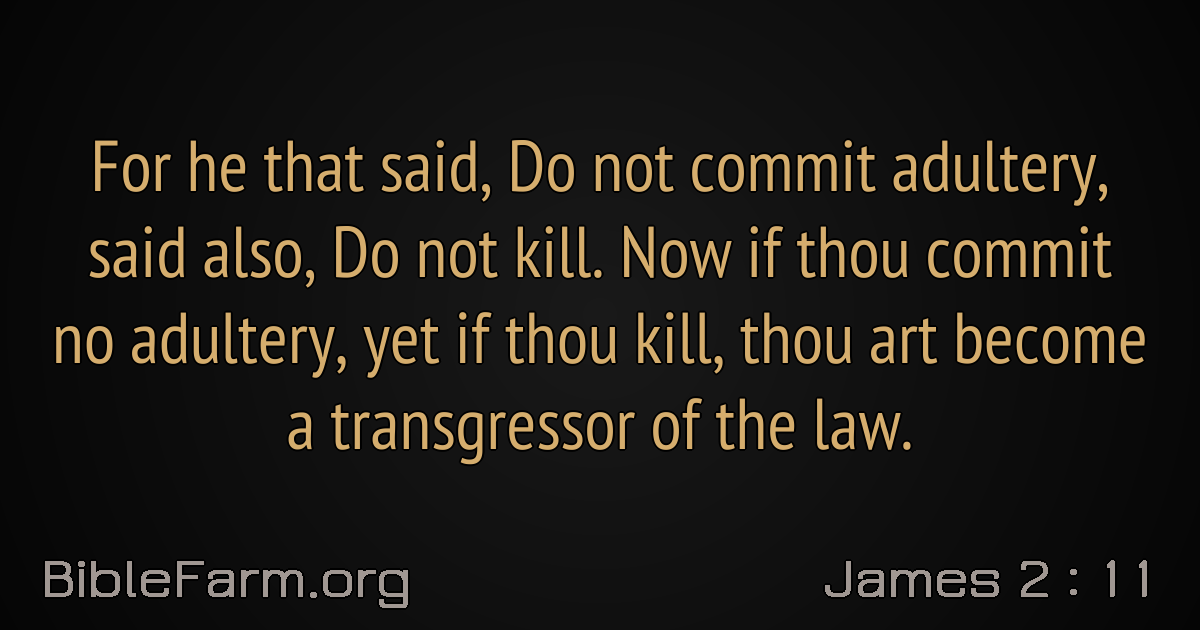 For he that said, Do not commit adultery,
said also, Do not kill. Now if thou commit
no adultery, yet if thou kill, thou art become
a transgressor of the law.
BibleFarm.org
James 2 : 11